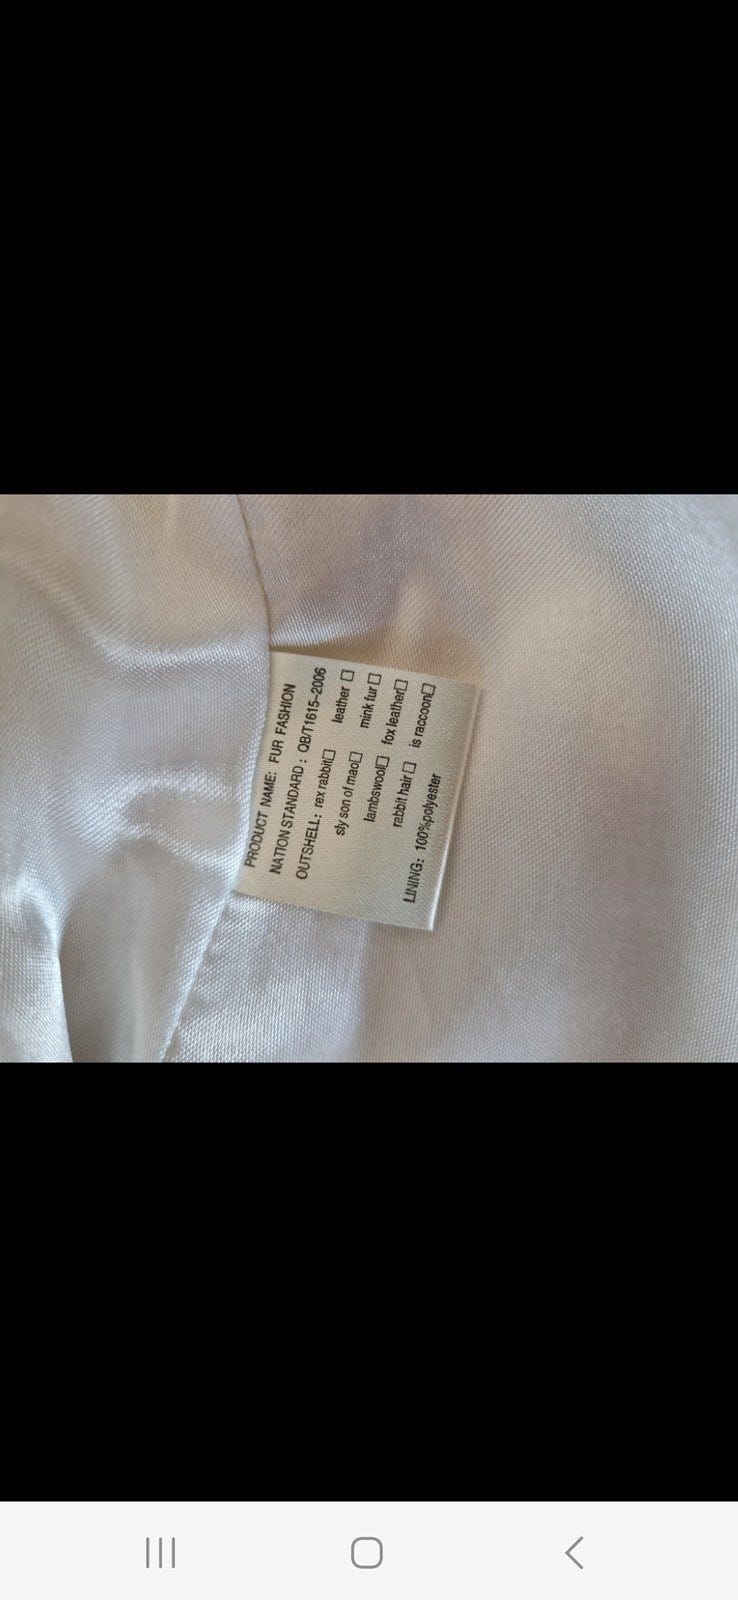 PRODUCT NAME: FUR FASHION
NATION STANDARD: QB/T1615-2006
OUTSHELL: rex rabbit☐ leather ☐
sly son of mao☐ mink fur☐
lambswool☐ fox leather☐
rabbit hair☐ is raccoon☐
LINING: 100%polyester